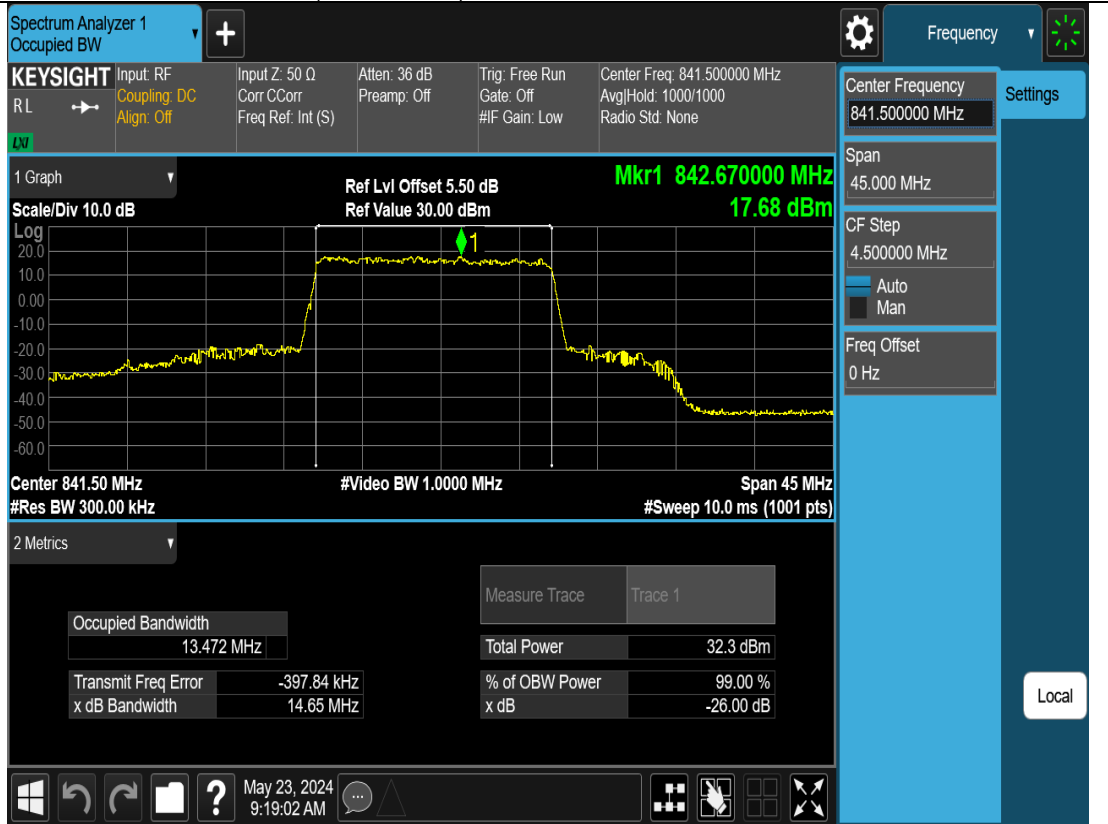 Spectrum Analyzer 1
Occupied BW
+
Frequency
KEYSIGHT
R L
LXI
Input: RF
Coupling: DC
Align: Off
Input Z: 50 Ω
Corr CCorr
Freq Ref: Int (S)
Atten: 36 dB
Preamp: Off
Trig: Free Run
Gate: Off
#IF Gain: Low
Center Freq: 841.500000 MHz
Avg|Hold: 1000/1000
Radio Std: None
Center Frequency
841.500000 MHz
Settings
Span
45.000 MHz
CF Step
4.500000 MHz
Auto
Man
Freq Offset
0 Hz
Local
1 Graph
Scale/Div 10.0 dB
Ref Lvl Offset 5.50 dB
Ref Value 30.00 dBm
Mkr1 842.670000 MHz
17.68 dBm
Log
20.0
10.0
0.00
-10.0
-20.0
-30.0
-40.0
-50.0
-60.0
1
Center 841.50 MHz
#Res BW 300.00 kHz
#Video BW 1.0000 MHz
Span 45 MHz
#Sweep 10.0 ms (1001 pts)
2 Metrics
Measure Trace Trace 1
Occupied Bandwidth
13.472 MHz
Total Power 32.3 dBm
Transmit Freq Error -397.84 kHz
x dB Bandwidth 14.65 MHz
% of OBW Power 99.00 %
x dB -26.00 dB
?
May 23, 2024
9:19:02 AM